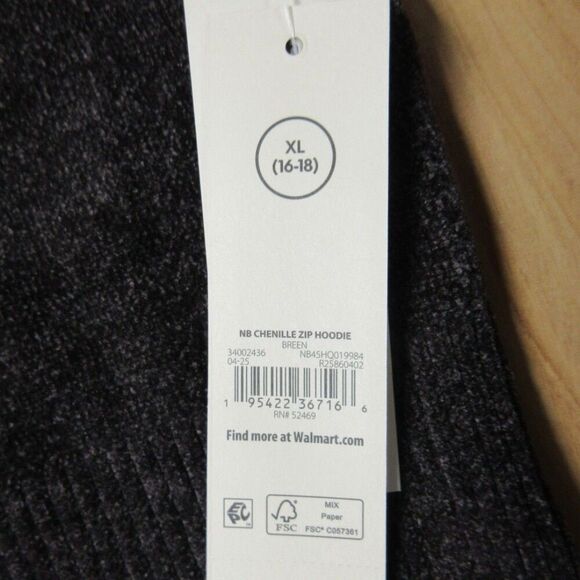 XL
(16-18)
NB CHENILLE ZIP HOODIE
BREEN
34002436 NB45HQ019984
04-25 R25860402
1 95422 36716 6
RN# 52469
Find more at Walmart.com
EPC
FSC
MIX
Paper
FSC® C057361